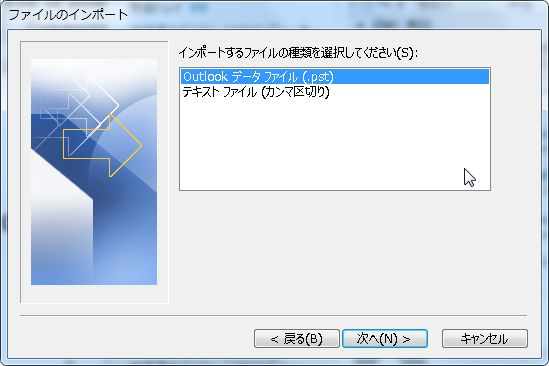 ファイルのインポート
インポートするファイルの種類を選択してください(S):
Outlook データ ファイル (.pst)
テキスト ファイル (カンマ区切り)
< 戻る(B)
次へ(N) >
キャンセル